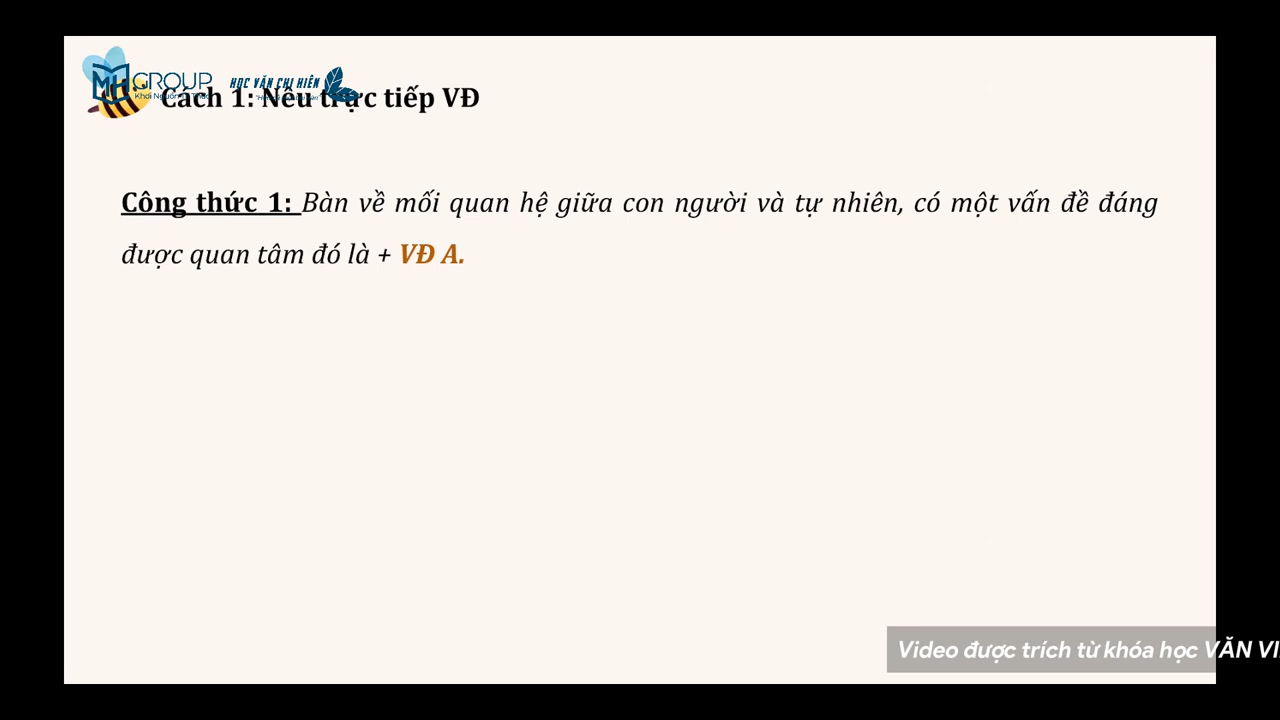 GROUP
HỌC VĂN CHỊ HIÊN
Cách 1: Nêu trực tiếp VĐ
Công thức 1: Bàn về mối quan hệ giữa con người và tự nhiên, có một vấn đề đáng
được quan tâm đó là + VĐ A.
Video được trích từ khóa học VĂN VI